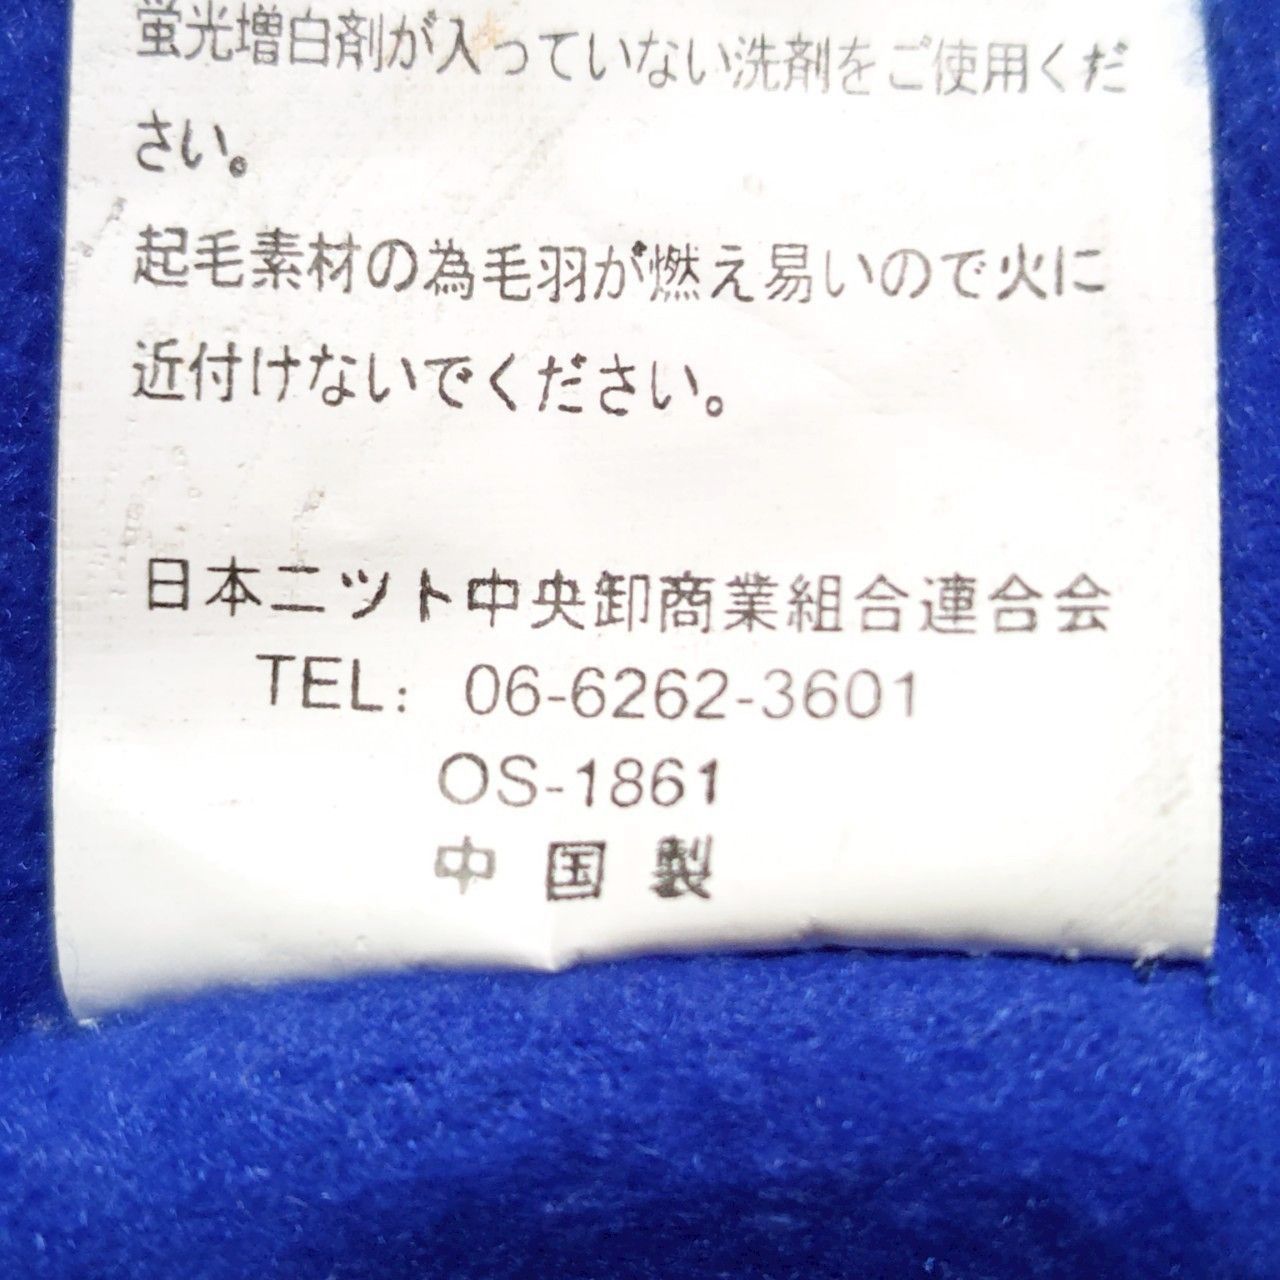 蛍光増白剤が入っていない洗剤をご使用くだ
さい。
起毛素材の為毛羽が燃え易いので火に
近付けないでください。
日本ニット中央卸商業組合連合会
TEL: 06-6262-3601
OS-1861
中国製